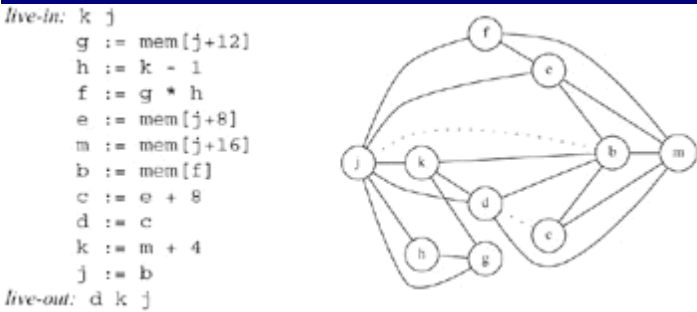 live-in: k j
g := mem[j+12]
h := k - 1
f := g * h
e := mem[j+8]
m := mem[j+16]
b := mem[f]
c := e + 8
d := c
k := m + 4
j := b
live-out: d k j
f
e
j
k
b
m
d
c
h
g